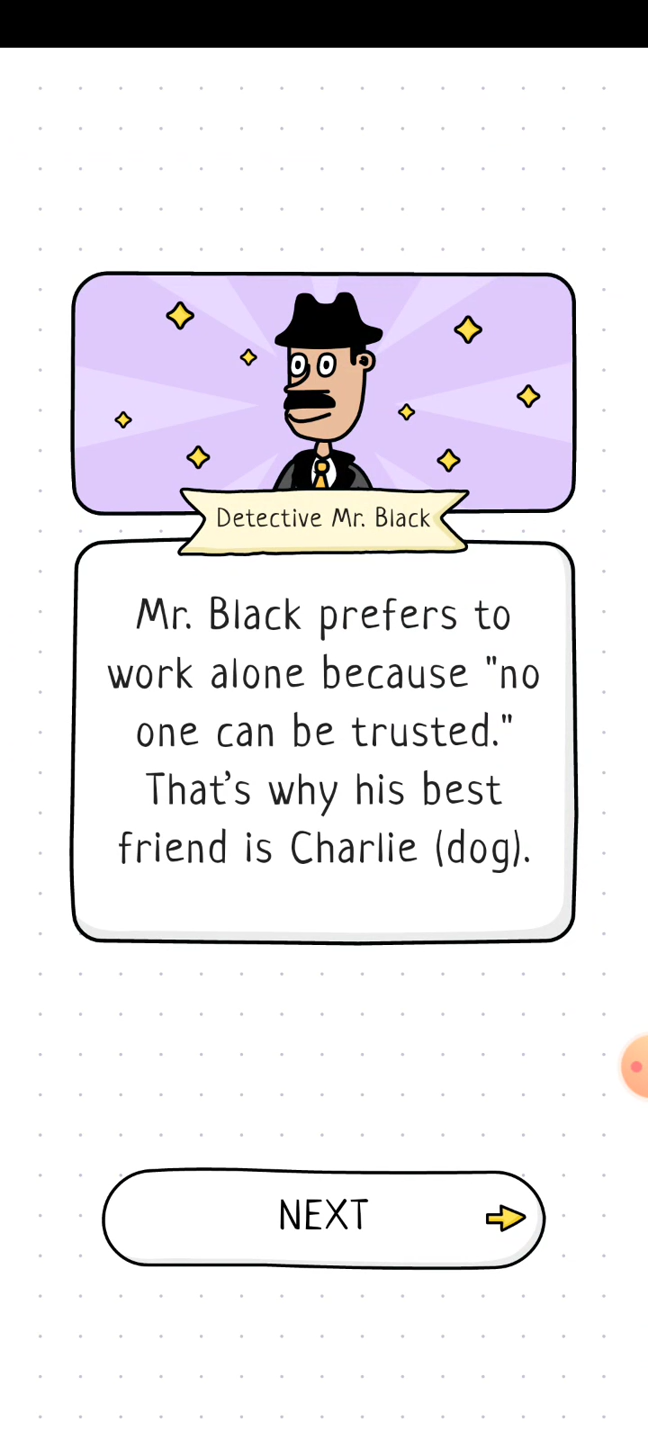 Detective Mr. Black
Mr. Black prefers to
work alone because "no
one can be trusted."
That’s why his best
friend is Charlie (dog).
NEXT